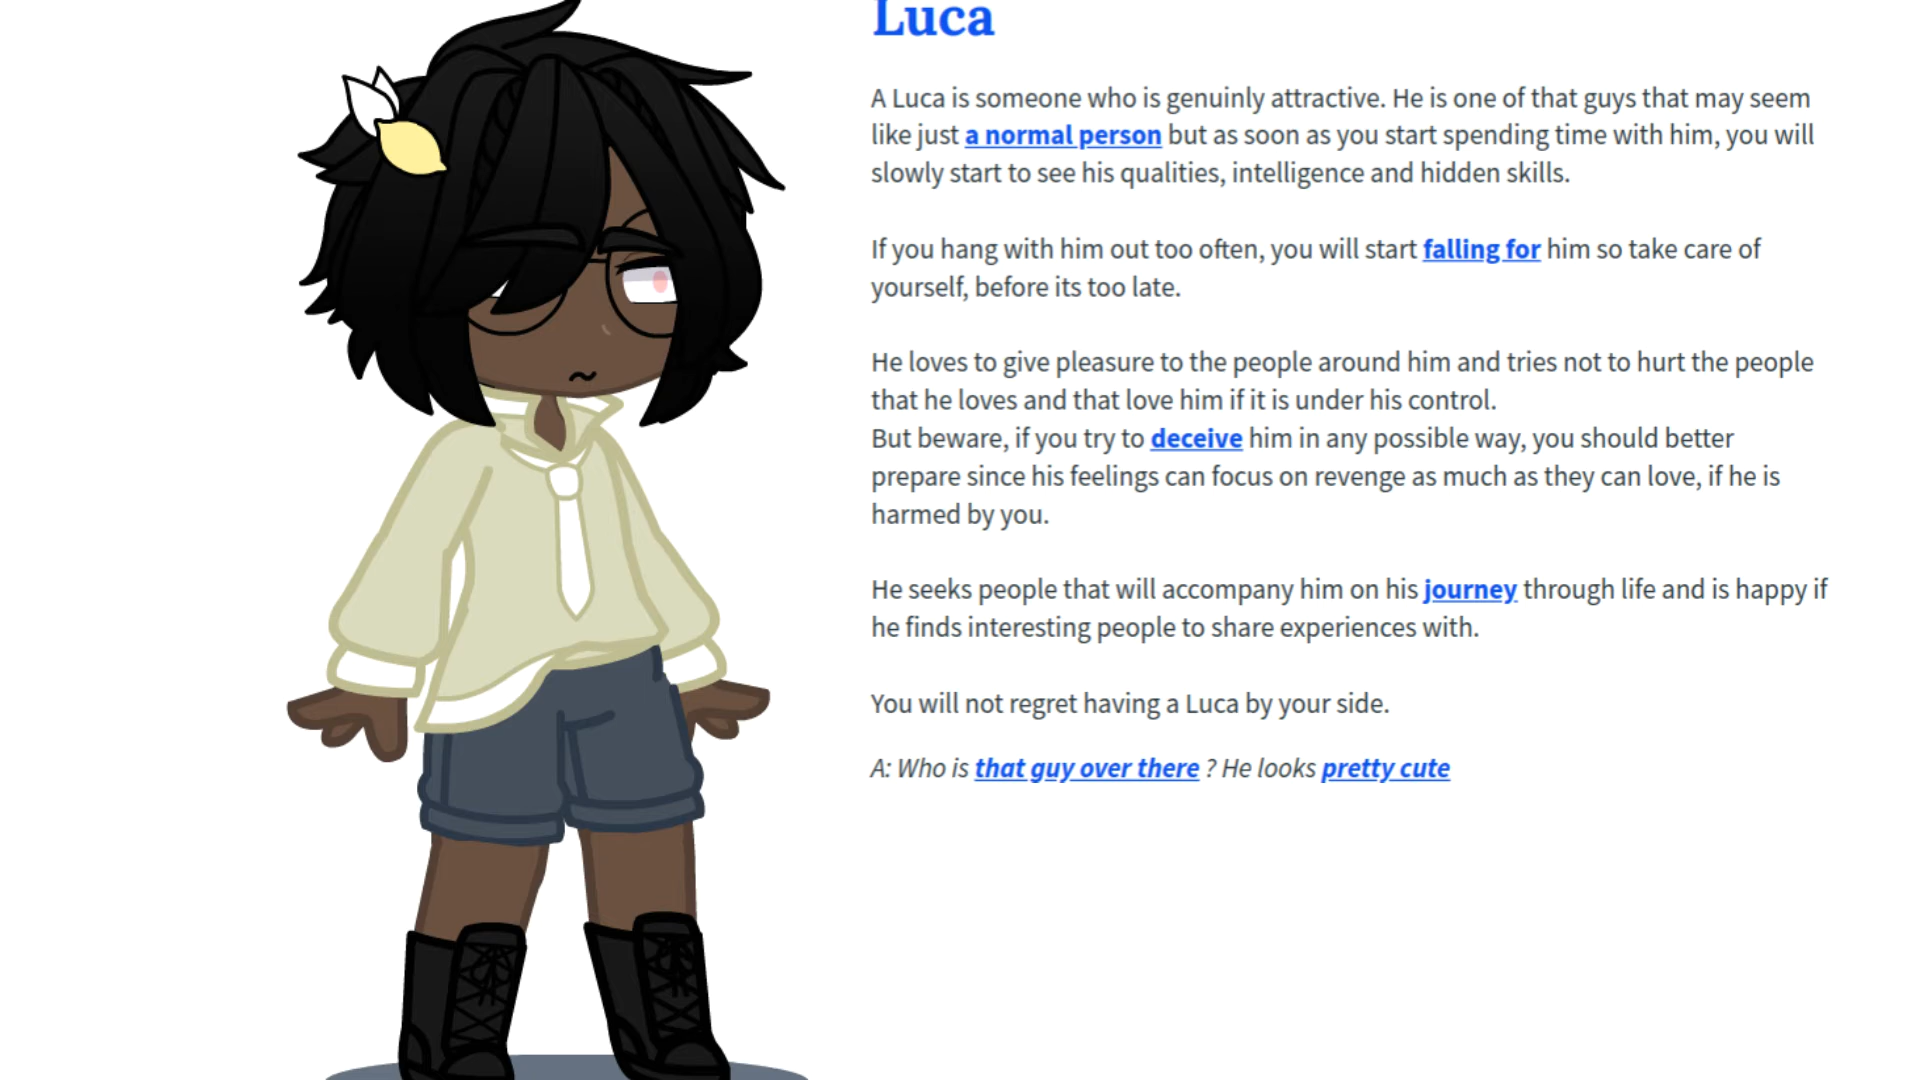 Luca
A Luca is someone who is genuinly attractive. He is one of that guys that may seem
like just a normal person but as soon as you start spending time with him, you will
slowly start to see his qualities, intelligence and hidden skills.
If you hang with him out too often, you will start falling for him so take care of
yourself, before its too late.
He loves to give pleasure to the people around him and tries not to hurt the people
that he loves and that love him if it is under his control.
But beware, if you try to deceive him in any possible way, you should better
prepare since his feelings can focus on revenge as much as they can love, if he is
harmed by you.
He seeks people that will accompany him on his journey through life and is happy if
he finds interesting people to share experiences with.
You will not regret having a Luca by your side.
A: Who is that guy over there ? He looks pretty cute